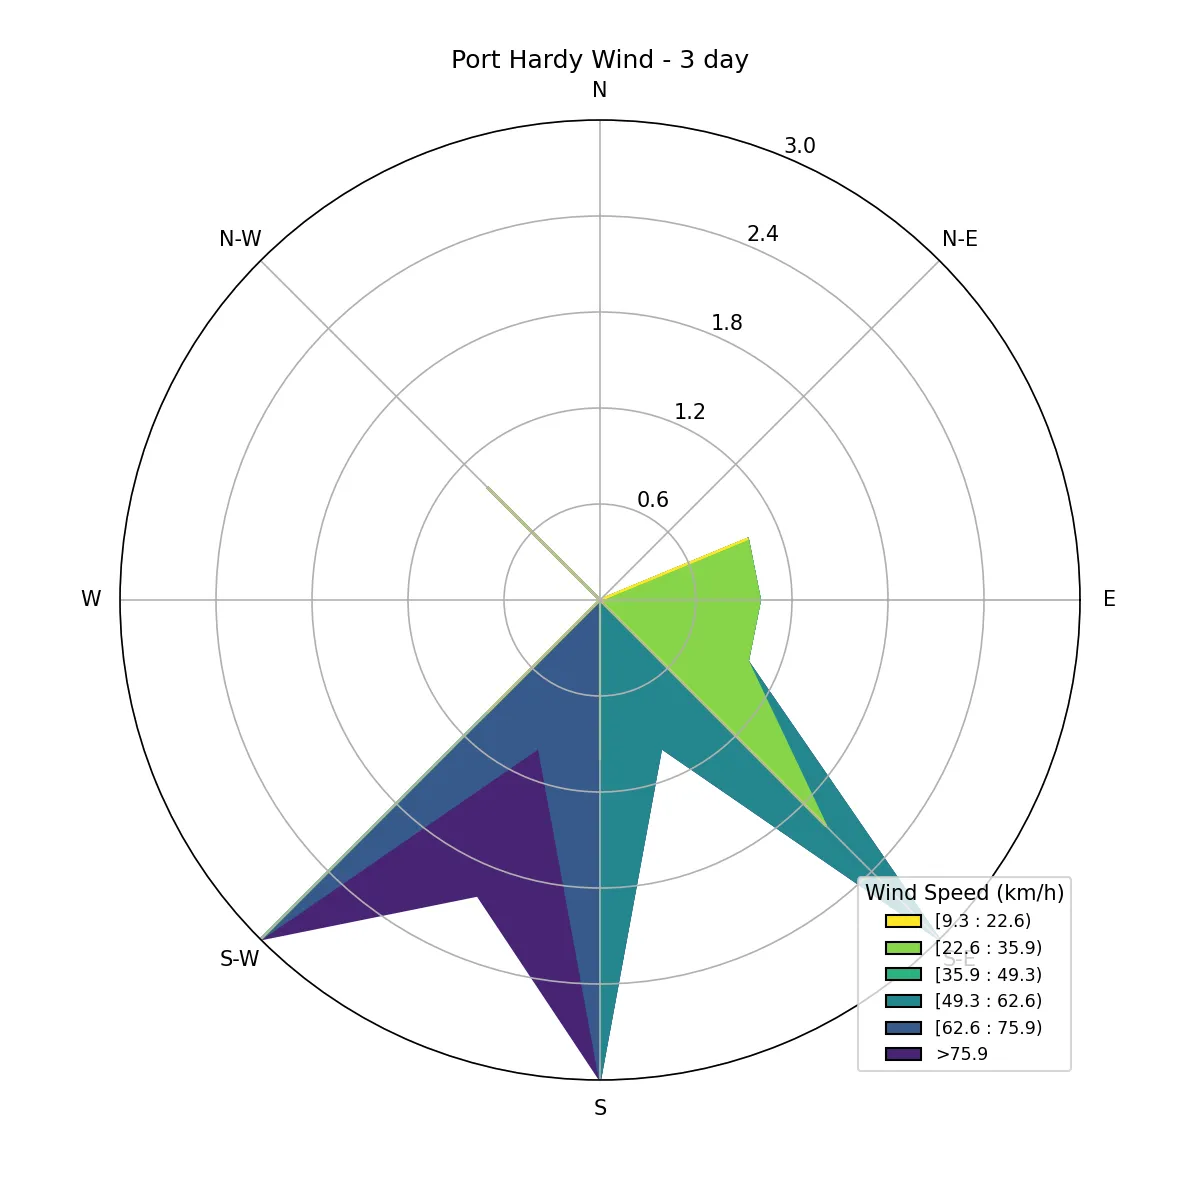 Port Hardy Wind - 3 day
N
3.0
N-W
2.4
N-E
1.8
1.2
0.6
W
E
S-W
S-E
S
Wind Speed (km/h)
[9.3 : 22.6)
[22.6 : 35.9)
[35.9 : 49.3)
[49.3 : 62.6)
[62.6 : 75.9)
>75.9